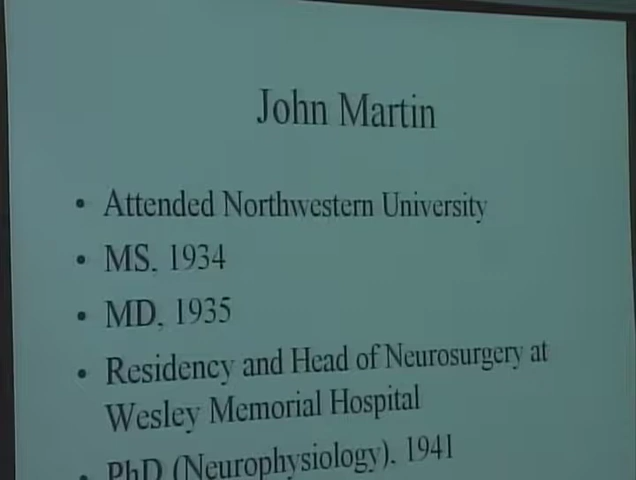 John Martin
• Attended Northwestern University
• MS, 1934
• MD, 1935
• Residency and Head of Neurosurgery at
Wesley Memorial Hospital
• PhD (Neurophysiology), 1941